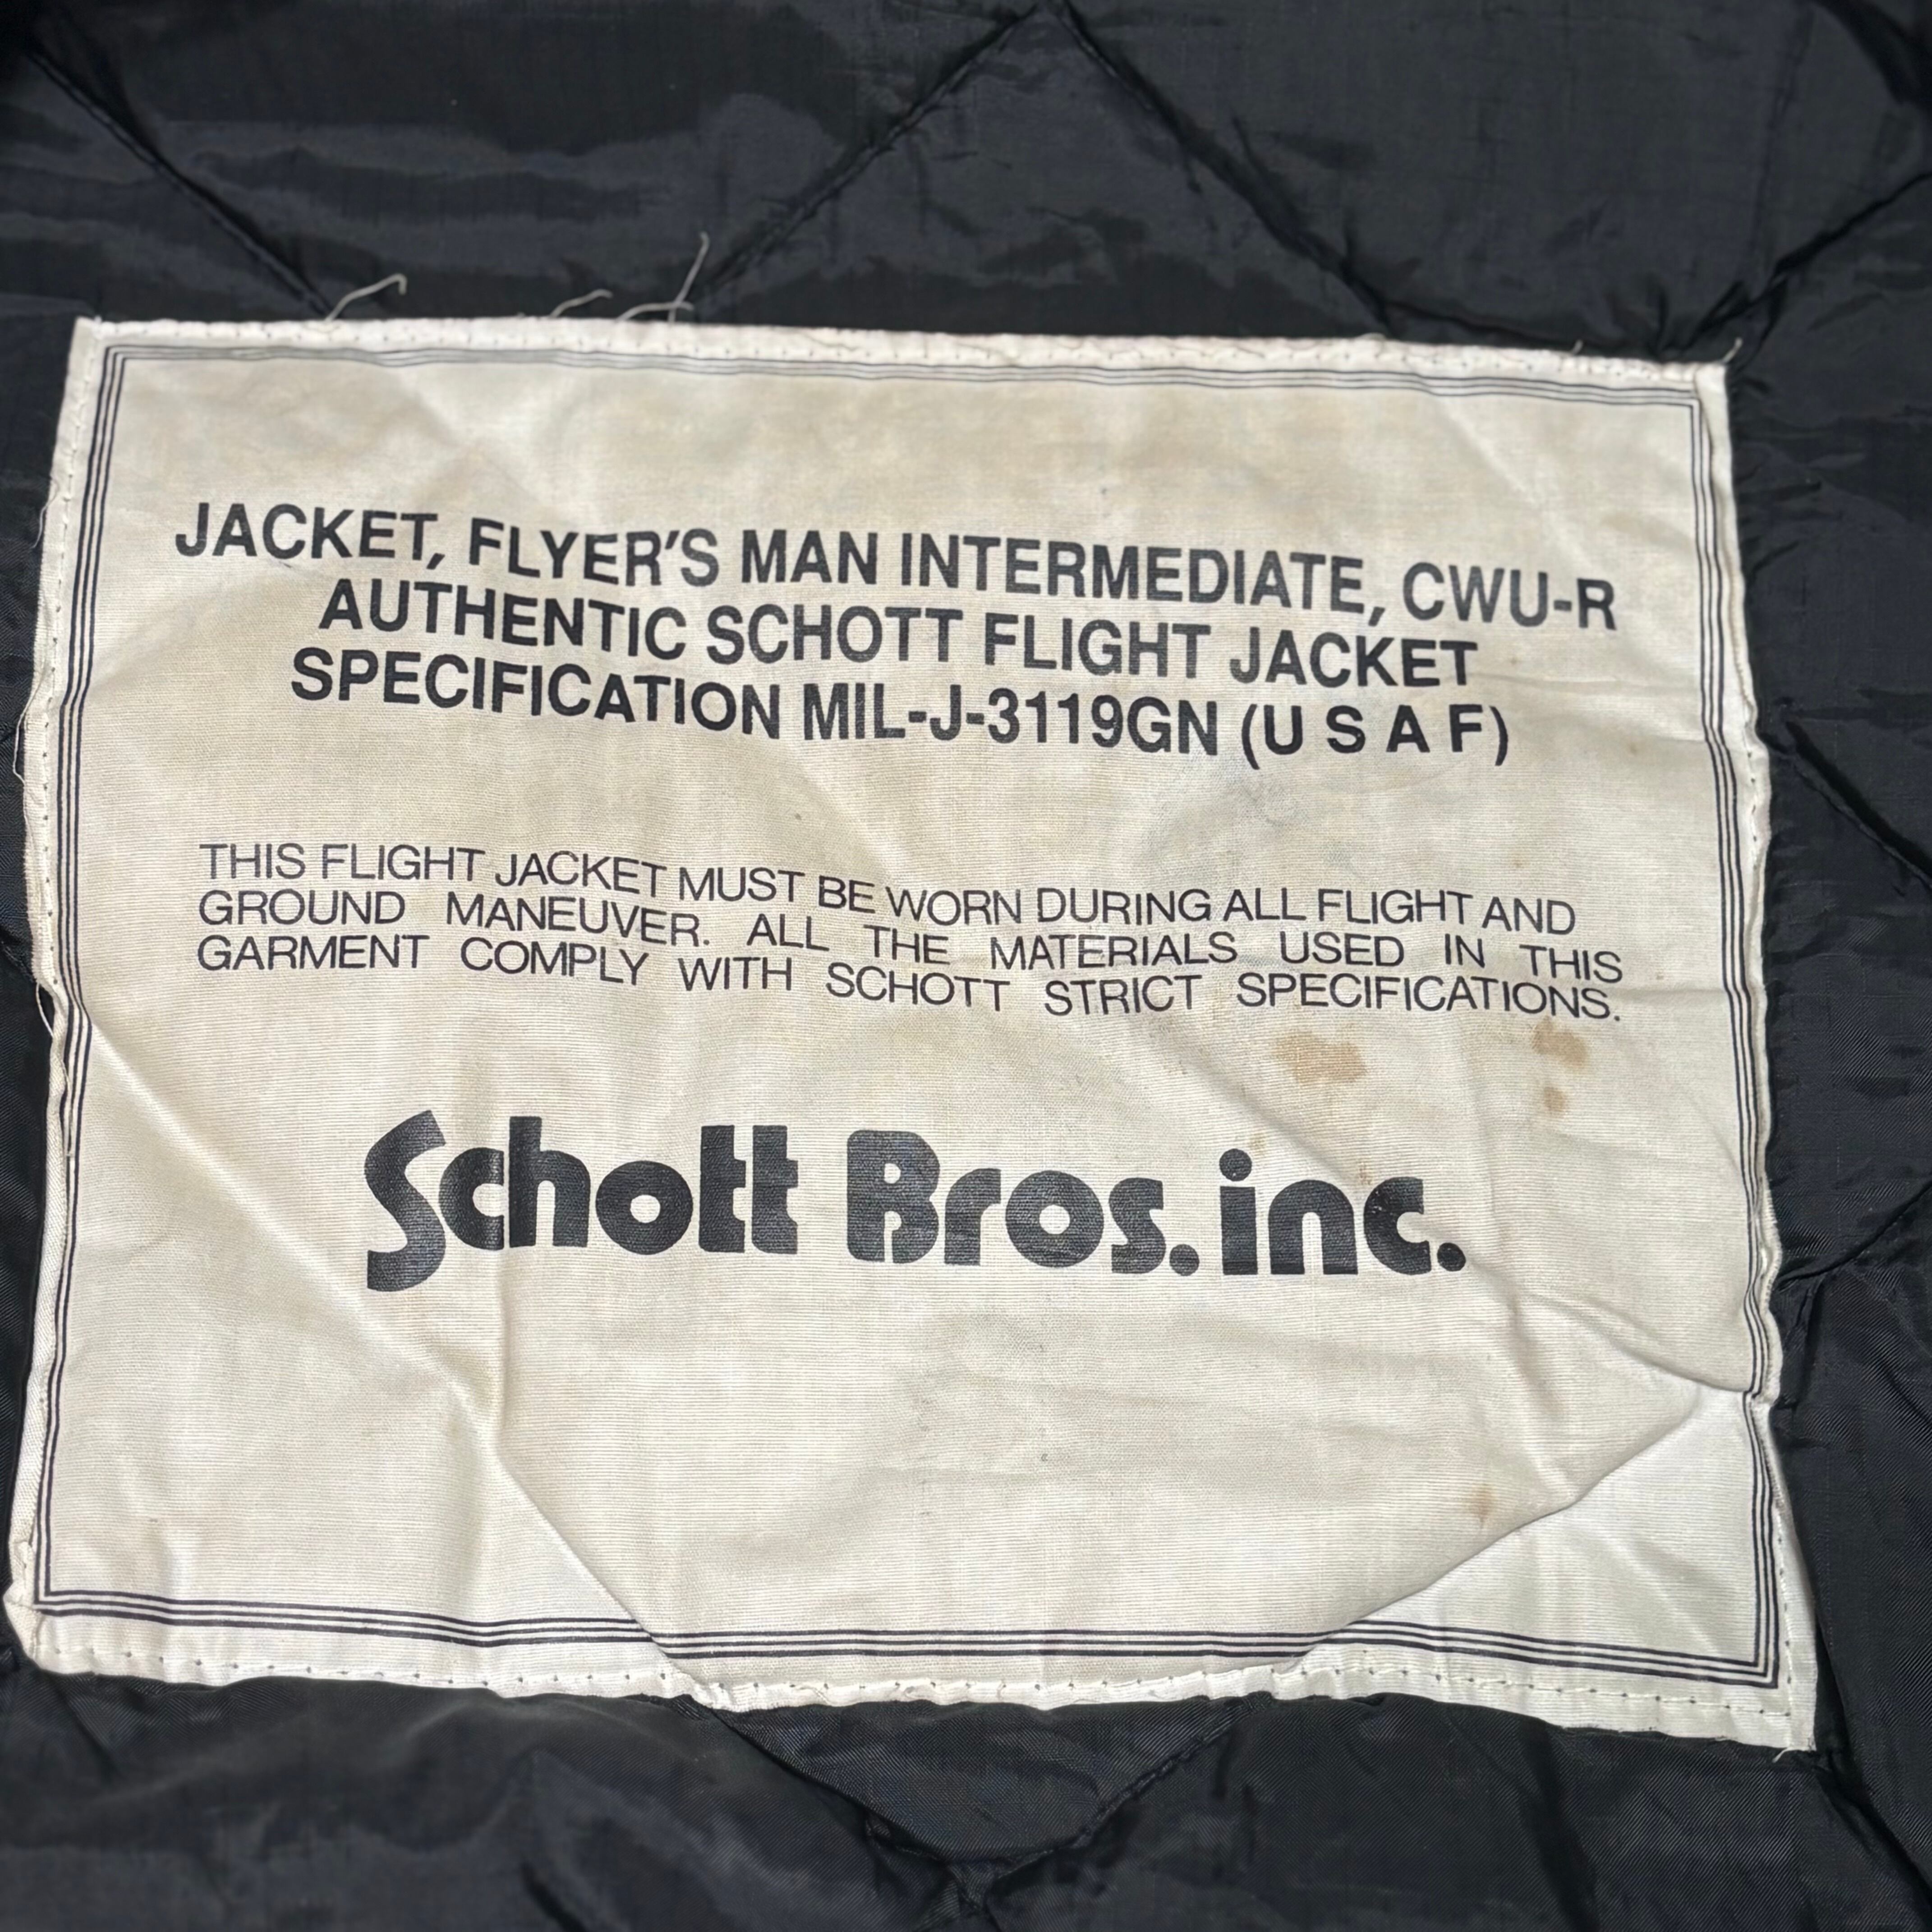 JACKET, FLYER'S MAN INTERMEDIATE, CWU-R
AUTHENTIC SCHOTT FLIGHT JACKET
SPECIFICATION MIL-J-3119GN (U S A F)
THIS FLIGHT JACKET MUST BE WORN DURING ALL FLIGHT AND
GROUND MANEUVER. ALL THE MATERIALS USED IN THIS
GARMENT COMPLY WITH SCHOTT STRICT SPECIFICATIONS.
Schott Bros. inc.